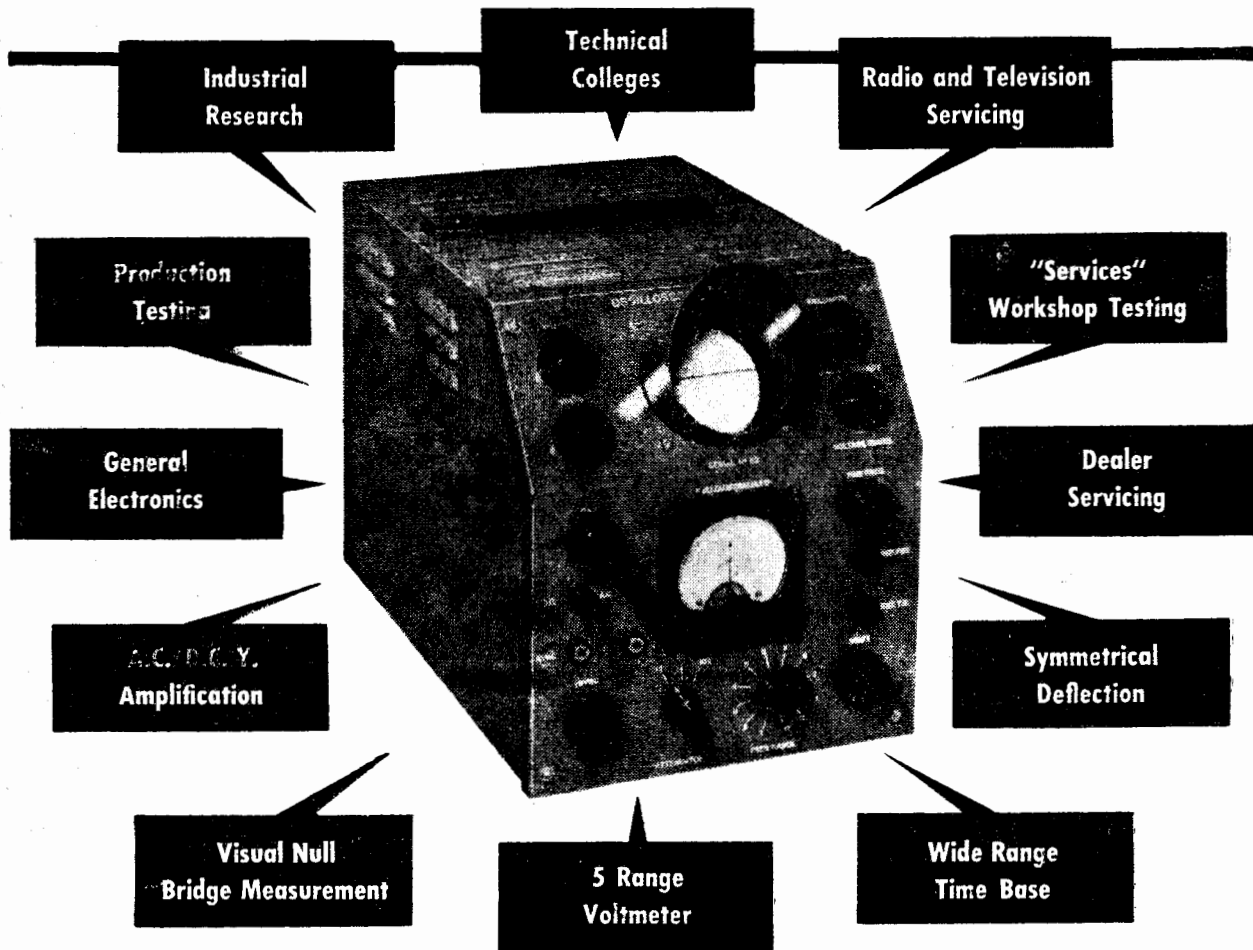 Technical
Colleges
Industrial
Research
Radio and Television
Servicing
Production
Testing
"Services"
Workshop Testing
General
Electronics
Dealer
Servicing
A.C./D.C. Y.
Amplification
Symmetrical
Deflection
Visual Null
Bridge Measurement
5 Range
Voltmeter
Wide Range
Time Base